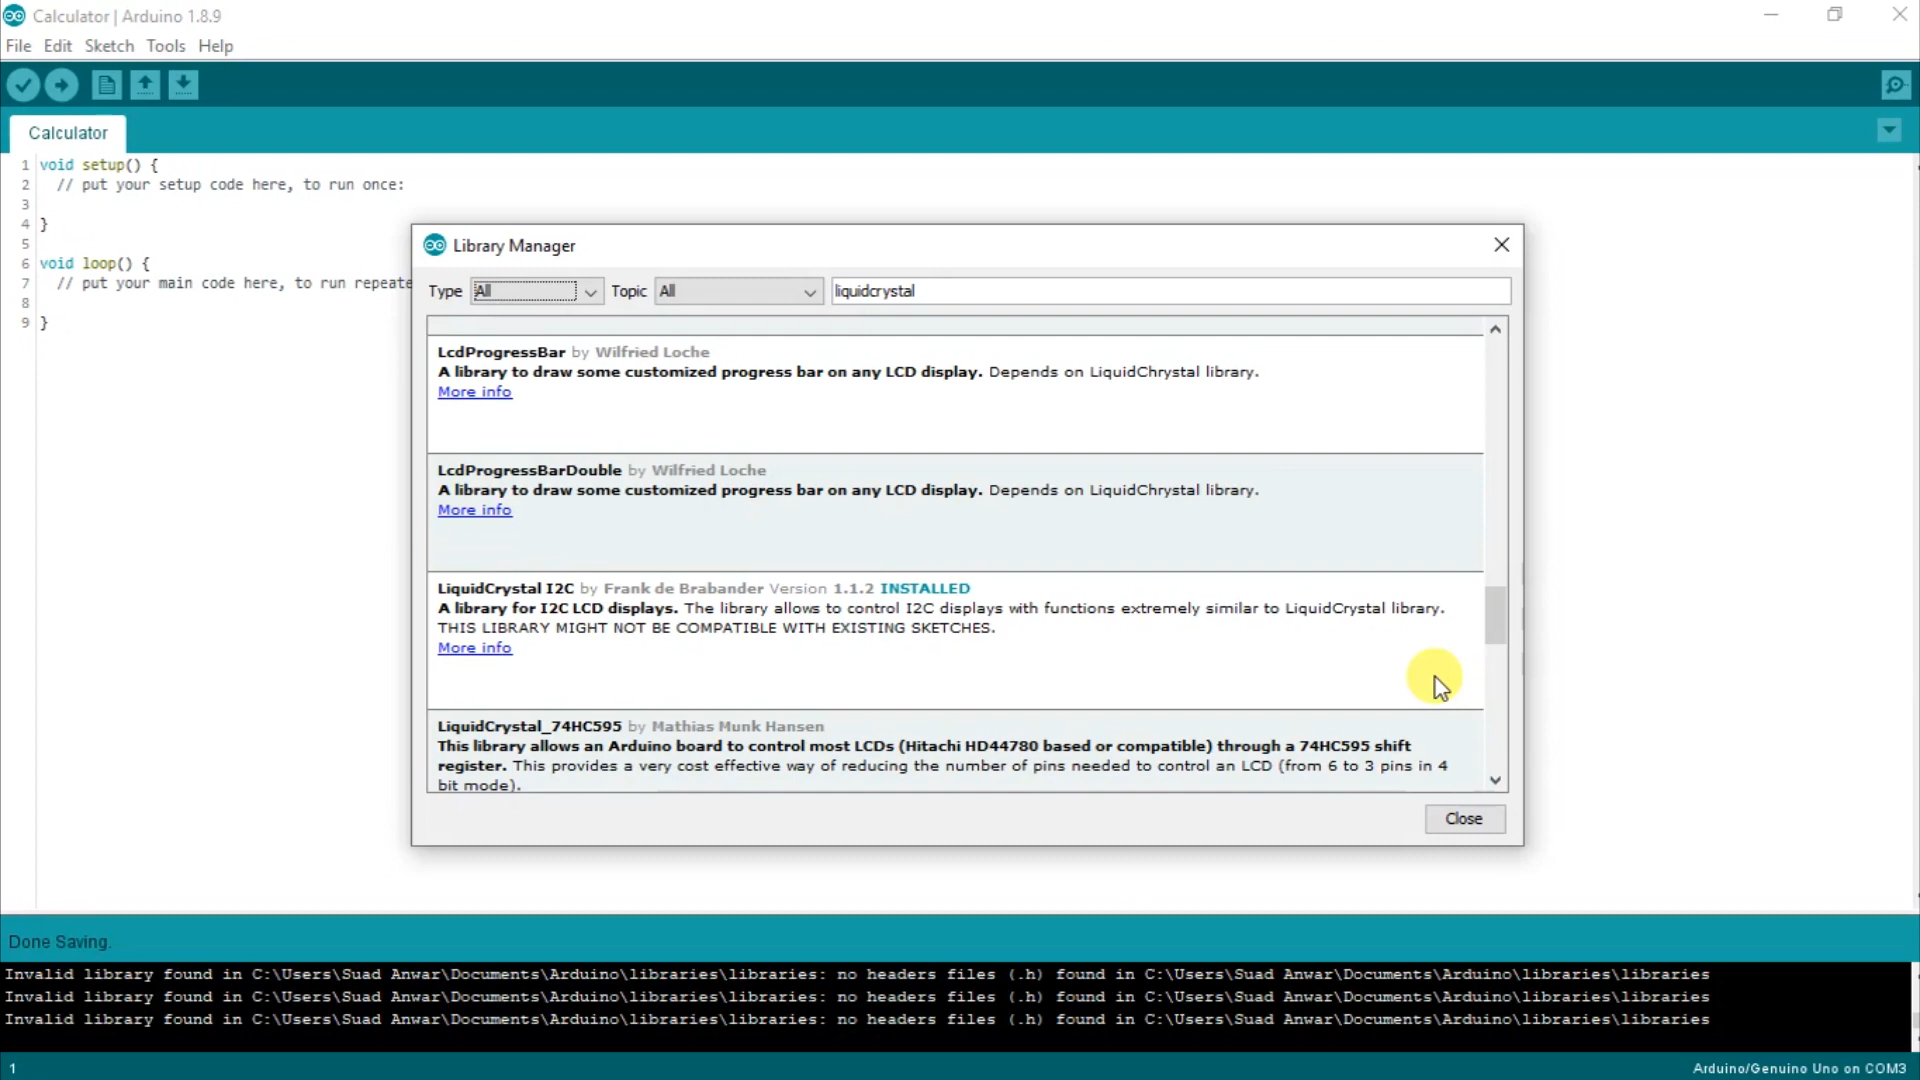 Calculator | Arduino 1.8.9
File Edit Sketch Tools Help
Calculator
1 void setup() {
2 // put your setup code here, to run once:
3
4 }
5
6 void loop() {
7 // put your main code here, to run repeate
8
9 }
Library Manager
Type All Topic All liquidcrystal
LcdProgressBar by Wilfried Loche
A library to draw some customized progress bar on any LCD display. Depends on LiquidChrystal library.
More info
LcdProgressBarDouble by Wilfried Loche
A library to draw some customized progress bar on any LCD display. Depends on LiquidChrystal library.
More info
LiquidCrystal I2C by Frank de Brabander Version 1.1.2 INSTALLED
A library for I2C LCD displays. The library allows to control I2C displays with functions extremely similar to LiquidCrystal library.
THIS LIBRARY MIGHT NOT BE COMPATIBLE WITH EXISTING SKETCHES.
More info
LiquidCrystal_74HC595 by Mathias Munk Hansen
This library allows an Arduino board to control most LCDs (Hitachi HD44780 based or compatible) through a 74HC595 shift
register. This provides a very cost effective way of reducing the number of pins needed to control an LCD (from 6 to 3 pins in 4
bit mode).
Close
Done Saving.
Invalid library found in C:\Users\Suad Anwar\Documents\Arduino\libraries\libraries: no headers files (.h) found in C:\Users\Suad Anwar\Documents\Arduino\libraries\libraries
Invalid library found in C:\Users\Suad Anwar\Documents\Arduino\libraries\libraries: no headers files (.h) found in C:\Users\Suad Anwar\Documents\Arduino\libraries\libraries
Invalid library found in C:\Users\Suad Anwar\Documents\Arduino\libraries\libraries: no headers files (.h) found in C:\Users\Suad Anwar\Documents\Arduino\libraries\libraries
1 Arduino/Genuino Uno on COM3